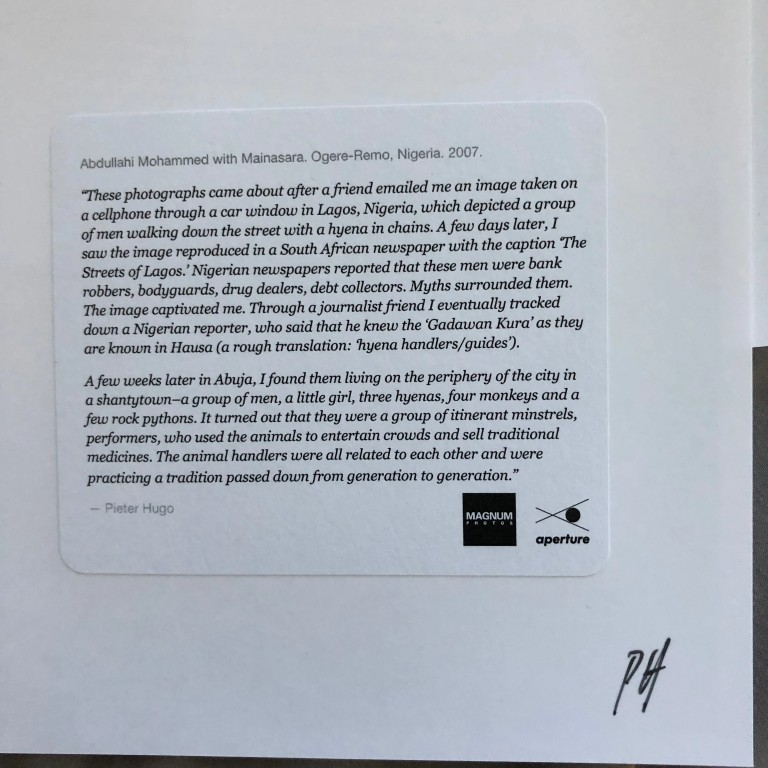 Abdullahi Mohammed with Mainasara. Ogere-Remo, Nigeria. 2007.
“These photographs came about after a friend emailed me an image taken on
a cellphone through a car window in Lagos, Nigeria, which depicted a group
of men walking down the street with a hyena in chains. A few days later, I
saw the image reproduced in a South African newspaper with the caption ‘The
Streets of Lagos.’ Nigerian newspapers reported that these men were bank
robbers, bodyguards, drug dealers, debt collectors. Myths surrounded them.
The image captivated me. Through a journalist friend I eventually tracked
down a Nigerian reporter, who said that he knew the ‘Gadawan Kura’ as they
are known in Hausa (a rough translation: ‘hyena handlers/guides’).
A few weeks later in Abuja, I found them living on the periphery of the city in
a shantytown—a group of men, a little girl, three hyenas, four monkeys and a
few rock pythons. It turned out that they were a group of itinerant minstrels,
performers, who used the animals to entertain crowds and sell traditional
medicines. The animal handlers were all related to each other and were
practicing a tradition passed down from generation to generation.”
— Pieter Hugo
MAGNUM
PHOTOS
aperture
PH